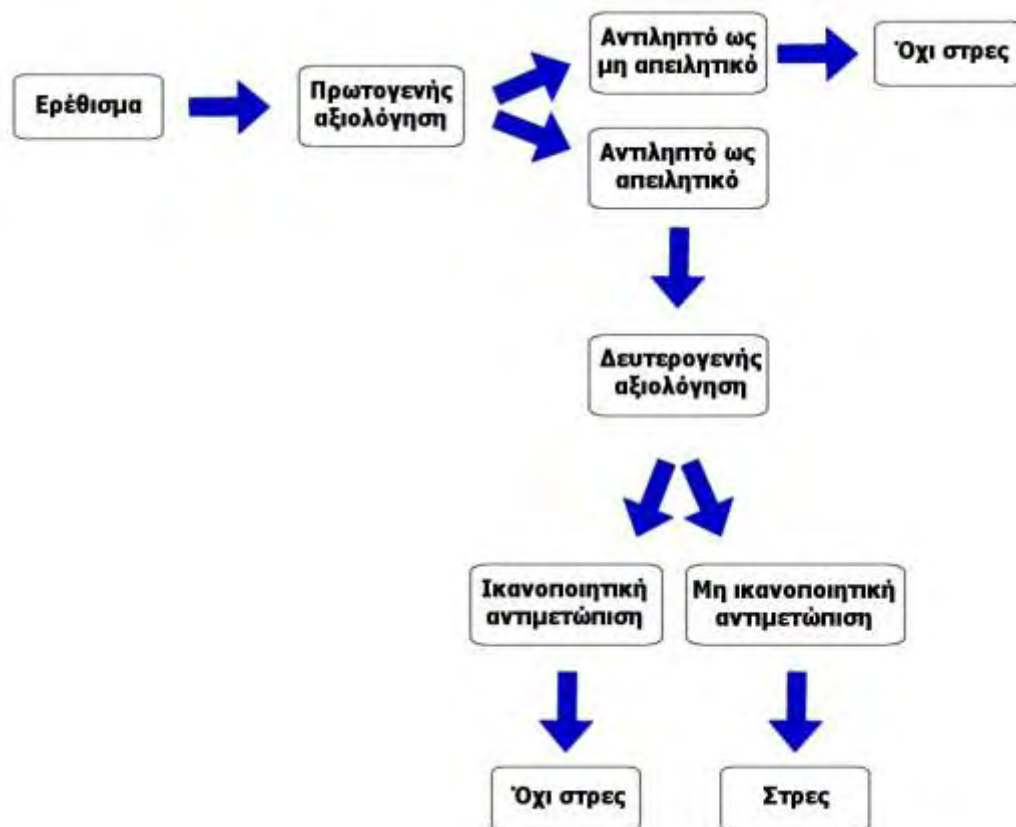 Ερέθισμα
Πρωτογενής
αξιολόγηση
Αντιληπτό ως
μη απειλητικό
Όχι στρες
Αντιληπτό ως
απειλητικό
Δευτερογενής
αξιολόγηση
Ικανοποιητική
αντιμετώπιση
Μη ικανοποιητική
αντιμετώπιση
Όχι στρες
Στρες